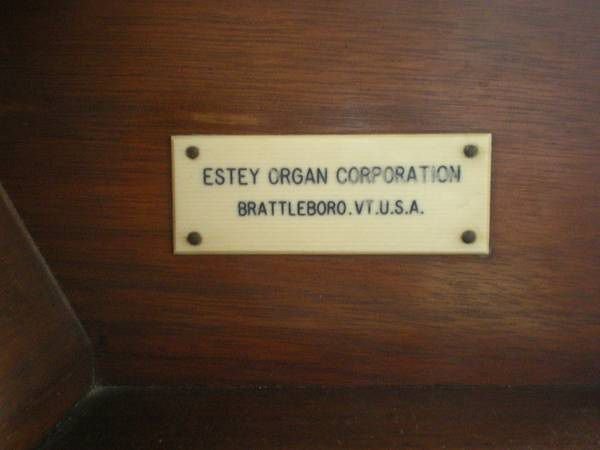 ESTEY ORGAN CORPORATION
BRATTLEBORO.VT.U.S.A.